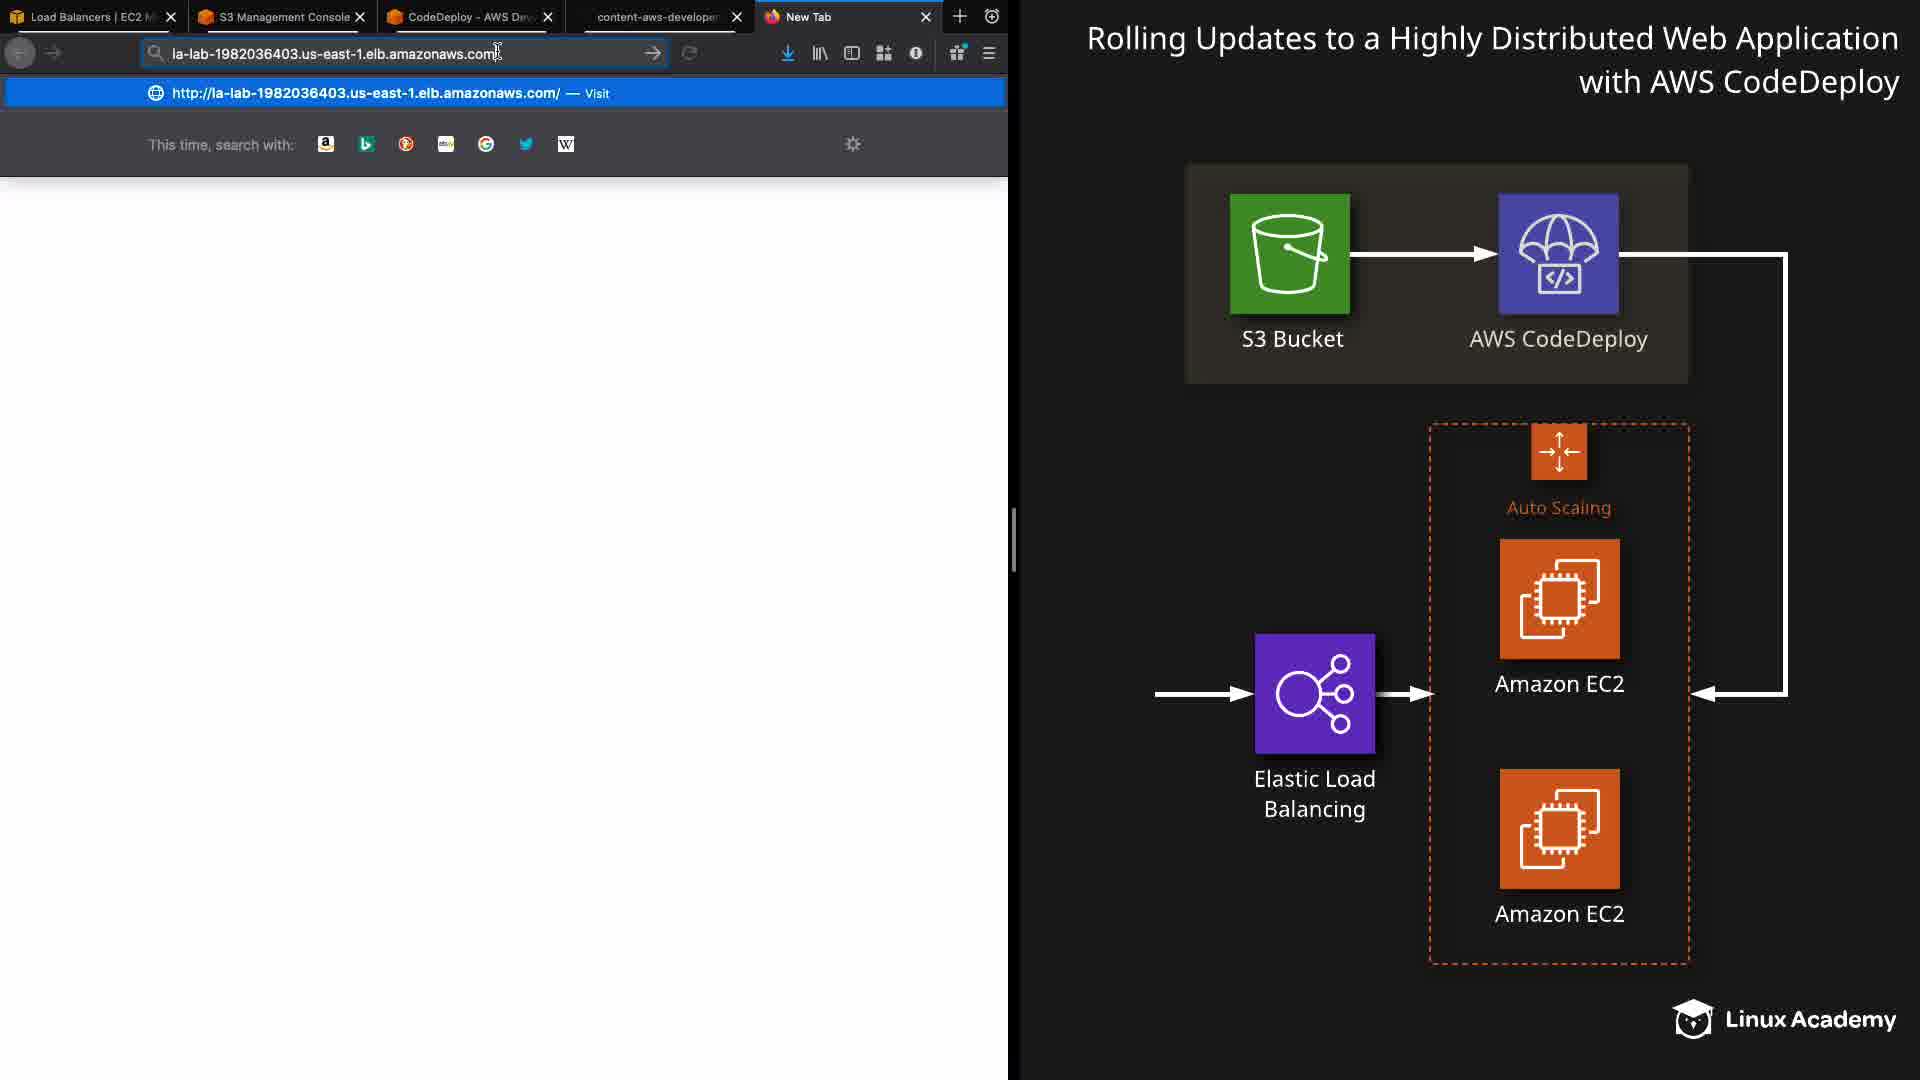 Load Balancers | EC2 M
S3 Management Console
CodeDeploy - AWS Dev
content-aws-developer
New Tab
la-lab-1982036403.us-east-1.elb.amazonaws.com
http://la-lab-1982036403.us-east-1.elb.amazonaws.com/ — Visit
This time, search with:
Rolling Updates to a Highly Distributed Web Application
with AWS CodeDeploy
S3 Bucket
AWS CodeDeploy
Auto Scaling
Amazon EC2
Elastic Load
Balancing
Amazon EC2
Linux Academy